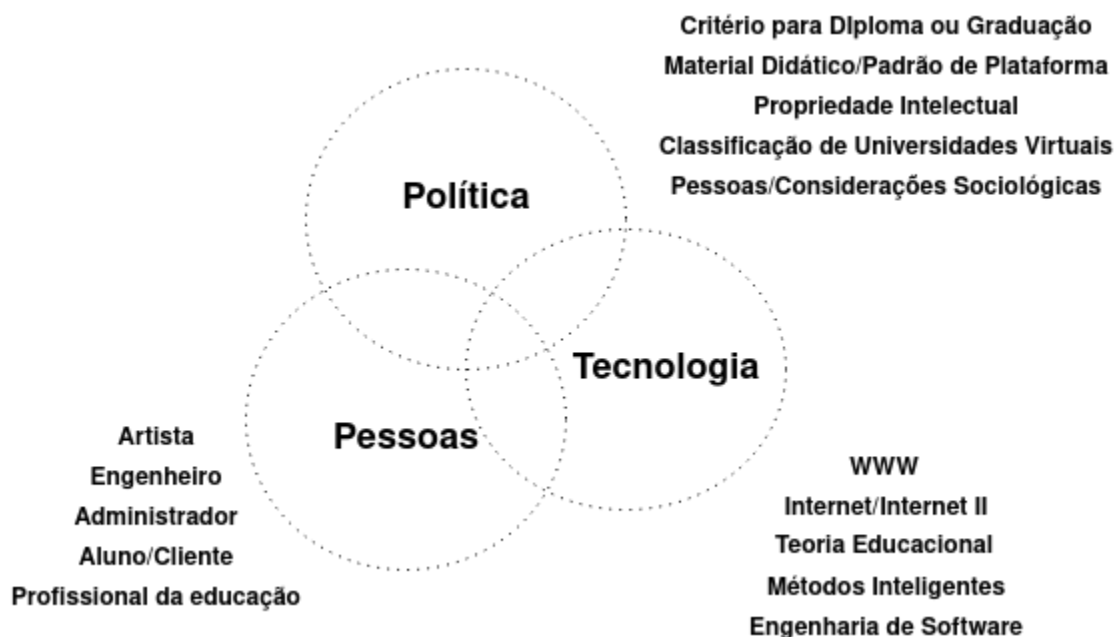 Critério para DIploma ou Graduação
Material Didático/Padrão de Plataforma
Propriedade Intelectual
Classificação de Universidades Virtuais
Pessoas/Considerações Sociológicas
Política
Tecnologia
Pessoas
Artista
Engenheiro
Administrador
Aluno/Cliente
Profissional da educação
WWW
Internet/Internet II
Teoria Educacional
Métodos Inteligentes
Engenharia de Software